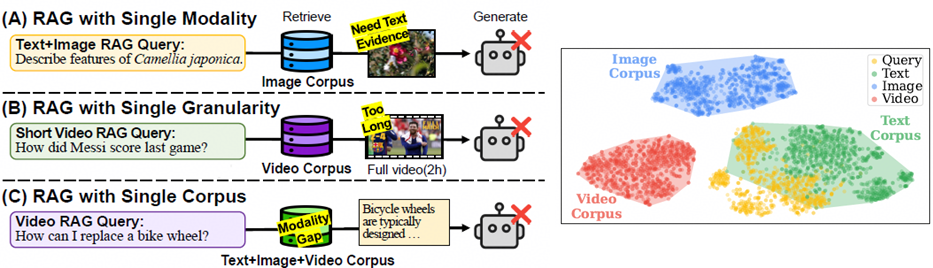 (A) RAG with Single Modality
Retrieve
Generate
Text+Image RAG Query:
Describe features of Camellia japonica.
Need Text
Evidence
Image Corpus
(B) RAG with Single Granularity
Short Video RAG Query:
How did Messi score last game?
Too
Long
Video Corpus
Full video(2h)
(C) RAG with Single Corpus
Video RAG Query:
How can I replace a bike wheel?
Modality
Gap
Bicycle wheels
are typically
designed ...
Text+Image+Video Corpus
Image
Corpus
Query
Text
Image
Video
Text
Corpus
Video
Corpus